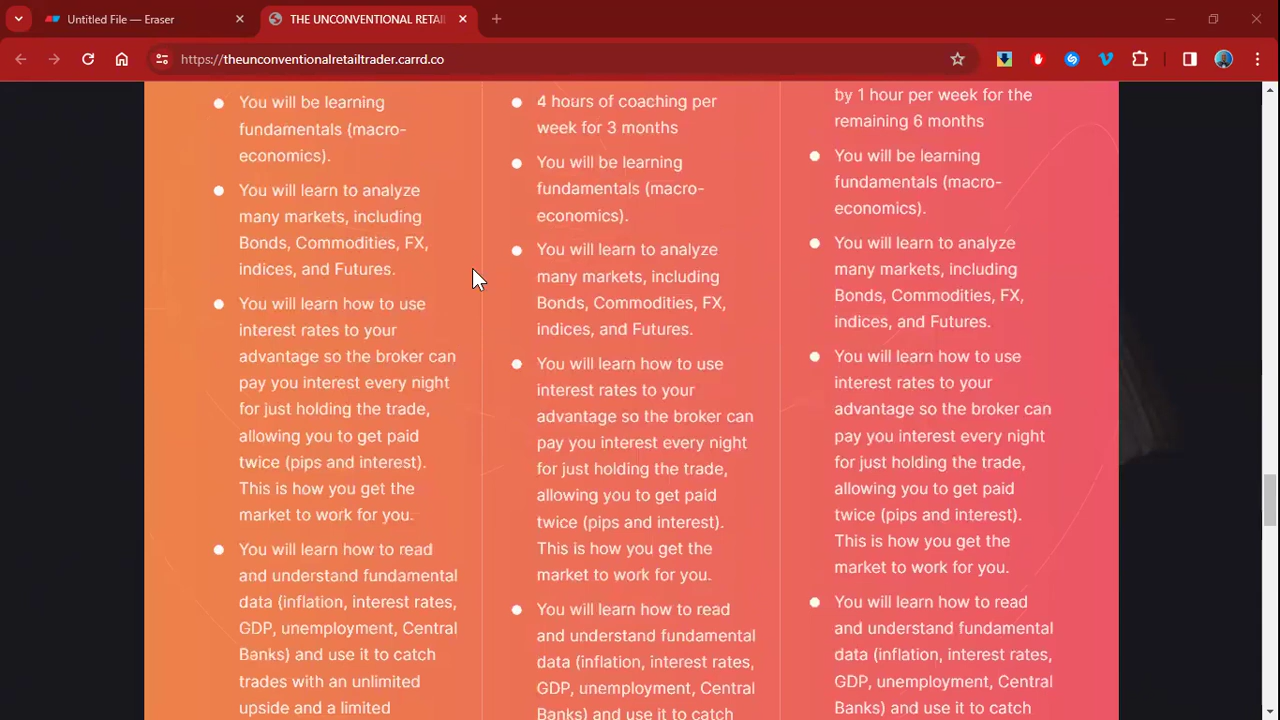 Untitled File — Eraser
THE UNCONVENTIONAL RETAI
https://theunconventionalretailtrader.carrd.co
You will be learning
fundamentals (macro-
economics).
You will learn to analyze
many markets, including
Bonds, Commodities, FX,
indices, and Futures.
You will learn how to use
interest rates to your
advantage so the broker can
pay you interest every night
for just holding the trade,
allowing you to get paid
twice (pips and interest).
This is how you get the
market to work for you.
You will learn how to read
and understand fundamental
data (inflation, interest rates,
GDP, unemployment, Central
Banks) and use it to catch
trades with an unlimited
upside and a limited
4 hours of coaching per
week for 3 months
You will be learning
fundamentals (macro-
economics).
You will learn to analyze
many markets, including
Bonds, Commodities, FX,
indices, and Futures.
You will learn how to use
interest rates to your
advantage so the broker can
pay you interest every night
for just holding the trade,
allowing you to get paid
twice (pips and interest).
This is how you get the
market to work for you.
You will learn how to read
and understand fundamental
data (inflation, interest rates,
GDP, unemployment, Central
Banks) and use it to catch
by 1 hour per week for the
remaining 6 months
You will be learning
fundamentals (macro-
economics).
You will learn to analyze
many markets, including
Bonds, Commodities, FX,
indices, and Futures.
You will learn how to use
interest rates to your
advantage so the broker can
pay you interest every night
for just holding the trade,
allowing you to get paid
twice (pips and interest).
This is how you get the
market to work for you.
You will learn how to read
and understand fundamental
data (inflation, interest rates,
GDP, unemployment, Central
Banks) and use it to catch